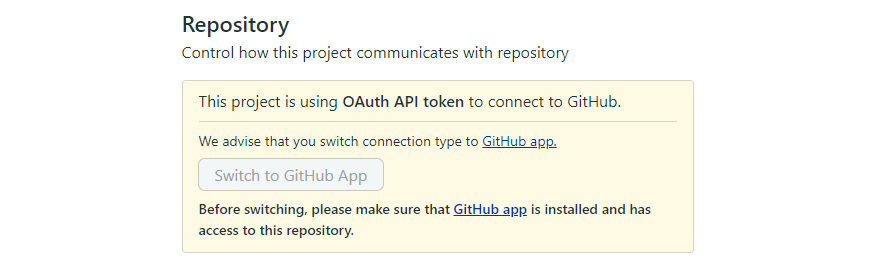 Repository
Control how this project communicates with repository
This project is using OAuth API token to connect to GitHub.
We advise that you switch connection type to GitHub app.
Switch to GitHub App
Before switching, please make sure that GitHub app is installed and has
access to this repository.